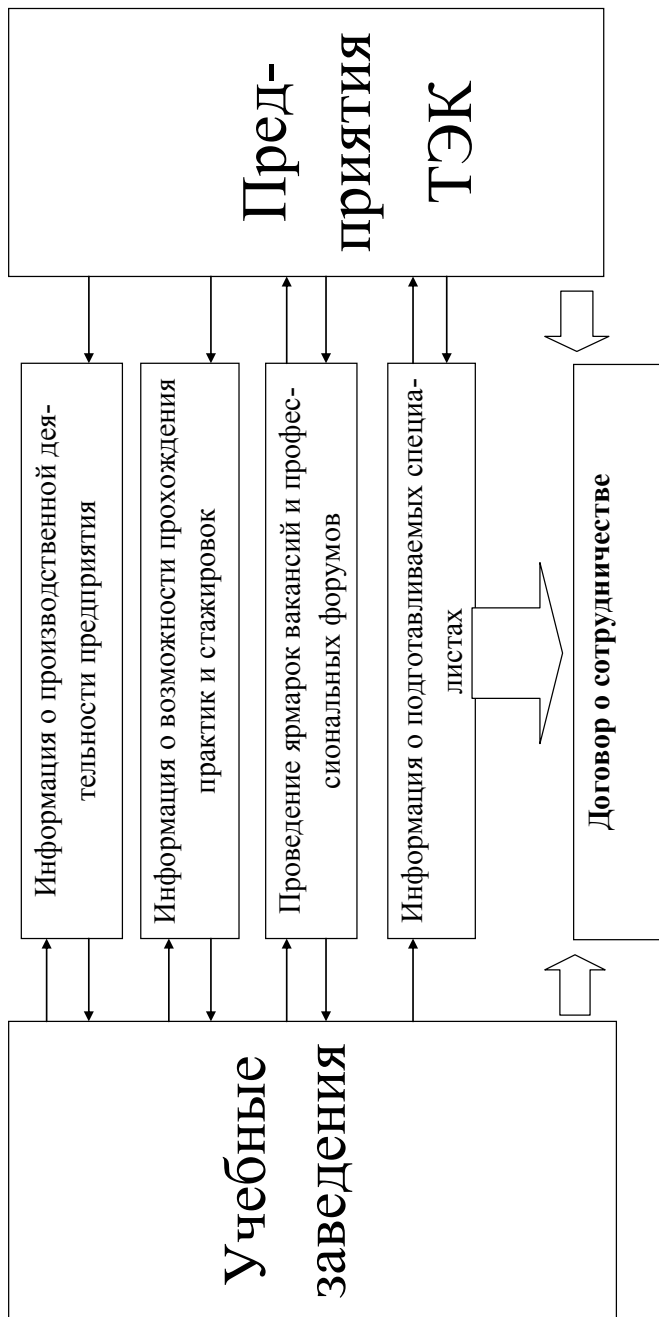 Учебные
заведения
Информация о производственной дея-
тельности предприятия
Информация о возможности прохождения
практик и стажировок
Проведение ярмарок вакансий и профес-
сиональных форумов
Информация о подготавливаемых специа-
листах
Договор о сотрудничестве
Пред-
приятия
ТЭК